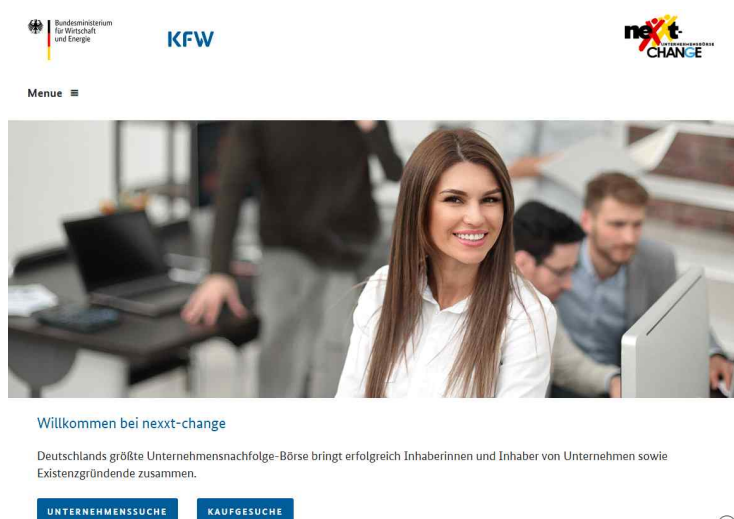 Bundesministerium
für Wirtschaft
und Energie
KFW
nexxt-
UNTERNEHMENSBÖRSE
CHANGE
Menue ≡
Willkommen bei nexxt-change
Deutschlands größte Unternehmensnachfolge-Börse bringt erfolgreich Inhaberinnen und Inhaber von Unternehmen sowie
Existenzgründende zusammen.
UNTERNEHMENSSUCHE KAUFGESUCHE